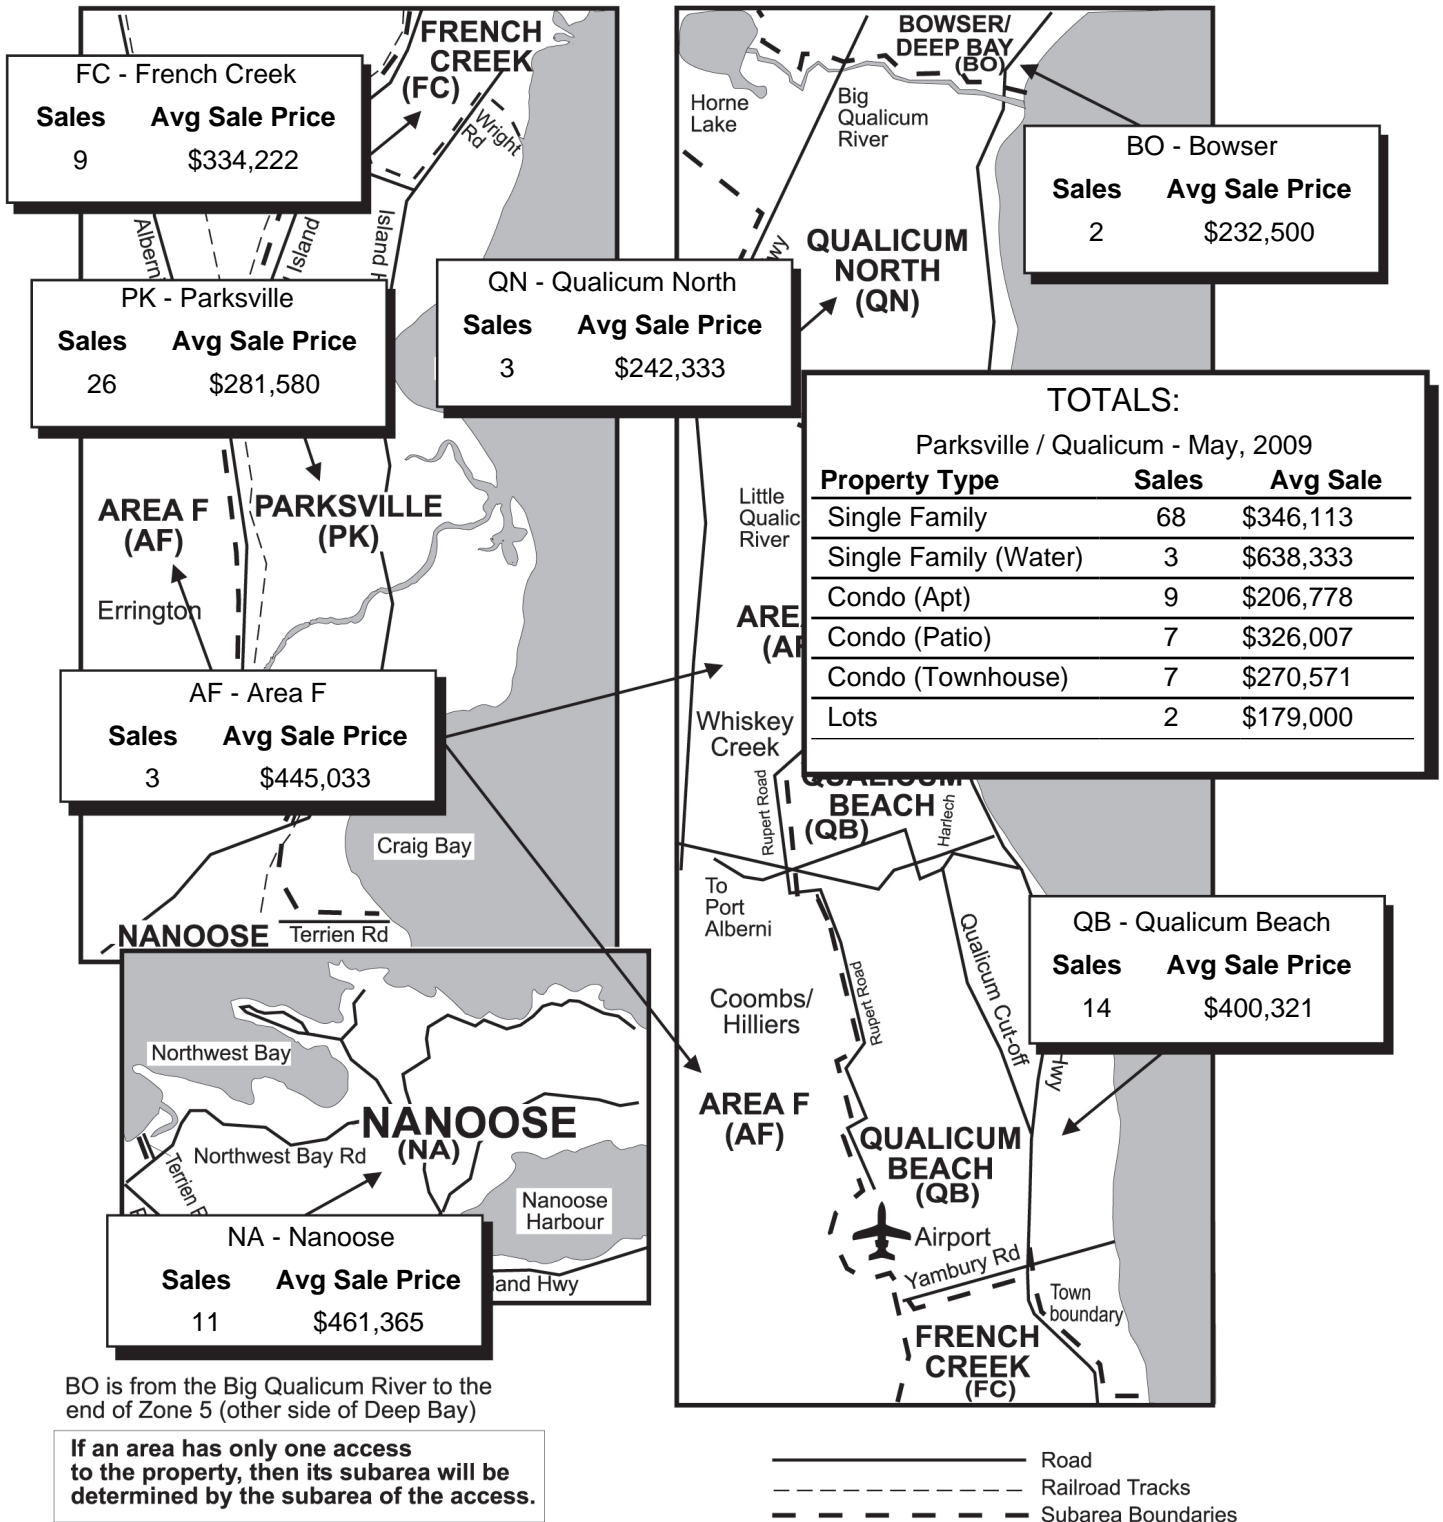 FRENCH
CREEK
(FC)
FC - French Creek
Sales Avg Sale Price
9 $334,222
Wright
Rd
Island
PK - Parksville
Sales Avg Sale Price
26 $281,580
AREA F
(AF)
PARKSVILLE
(PK)
Errington
AF - Area F
Sales Avg Sale Price
3 $445,033
Craig Bay
NANOOSE
Terrien Rd
Northwest Bay
NANOOSE
(NA)
Northwest Bay Rd
Nanoose
Harbour
NA - Nanoose
Sales Avg Sale Price
11 $461,365
Hwy
BO is from the Big Qualicum River to the
end of Zone 5 (other side of Deep Bay)
If an area has only one access
to the property, then its subarea will be
determined by the subarea of the access.
BOWSER/
DEEP BAY
(BO)
Horne
Lake
Big
Qualicum
River
BO - Bowser
Sales Avg Sale Price
2 $232,500
QUALICUM
NORTH
(QN)
QN - Qualicum North
Sales Avg Sale Price
3 $242,333
TOTALS:
Parksville / Qualicum - May, 2009
Property Type Sales Avg Sale
Single Family 68 $346,113
Single Family (Water) 3 $638,333
Condo (Apt) 9 $206,778
Condo (Patio) 7 $326,007
Condo (Townhouse) 7 $270,571
Lots 2 $179,000
Little
River
Whiskey
Creek
Rupert Road
QUALICUM
BEACH
(QB)
Harlech
To
Port
Alberni
QB - Qualicum Beach
Sales Avg Sale Price
14 $400,321
Qualicum Cut-off
Hwy
Rupert Road
Coombs/
Hilliers
AREA F
(AF)
QUALICUM
BEACH
(QB)
Airport
Yambury Rd
Town
boundary
FRENCH
CREEK
(FC)
Road
Railroad Tracks
Subarea Boundaries